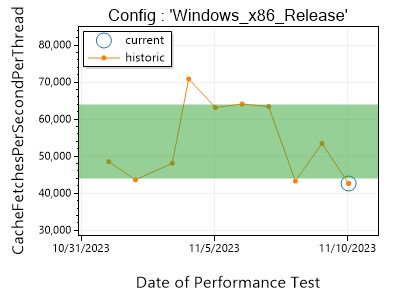 Config : 'Windows_x86_Release'
current
historic
CacheFetchesPerSecondPerThread
80,000
70,000
60,000
50,000
40,000
30,000
10/31/2023
11/5/2023
11/10/2023
Date of Performance Test